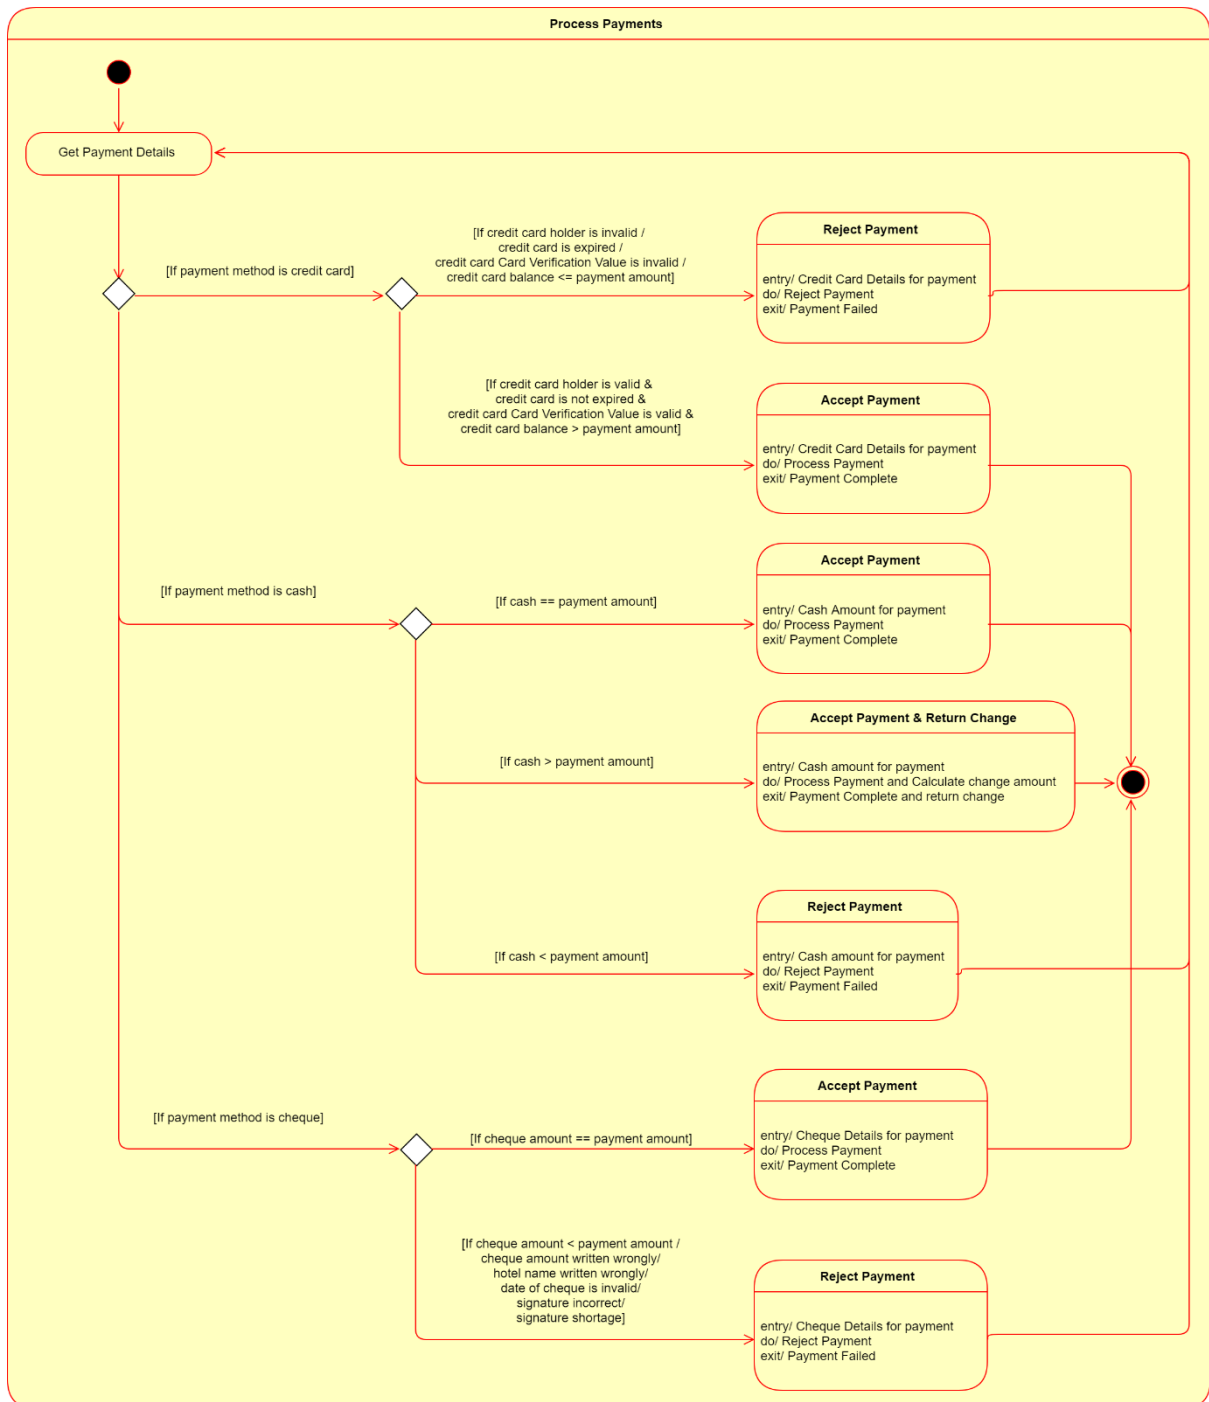 Process Payments
Get Payment Details
[If credit card holder is invalid /
credit card is expired /
credit card Card Verification Value is invalid /
credit card balance <= payment amount]
[If payment method is credit card]
Reject Payment
entry/ Credit Card Details for payment
do/ Reject Payment
exit/ Payment Failed
[If credit card holder is valid &
credit card is not expired &
credit card Card Verification Value is valid &
credit card balance > payment amount]
Accept Payment
entry/ Credit Card Details for payment
do/ Process Payment
exit/ Payment Complete
[If payment method is cash]
[If cash == payment amount]
Accept Payment
entry/ Cash Amount for payment
do/ Process Payment
exit/ Payment Complete
[If cash > payment amount]
Accept Payment & Return Change
entry/ Cash amount for payment
do/ Process Payment and Calculate change amount
exit/ Payment Complete and return change
[If cash < payment amount]
Reject Payment
entry/ Cash amount for payment
do/ Reject Payment
exit/ Payment Failed
[If payment method is cheque]
[If cheque amount == payment amount]
Accept Payment
entry/ Cheque Details for payment
do/ Process Payment
exit/ Payment Complete
[If cheque amount < payment amount /
cheque amount written wrongly/
hotel name written wrongly/
date of cheque is invalid/
signature incorrect/
signature shortage]
Reject Payment
entry/ Cheque Details for payment
do/ Reject Payment
exit/ Payment Failed